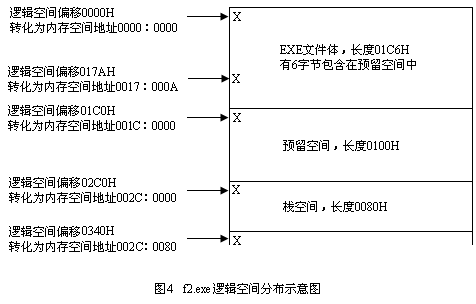 逻辑空间偏移0000H
转化为内存空间地址0000：0000
X
EXE文件体，长度01C6H
有6字节包含在预留空间中
逻辑空间偏移017AH
转化为内存空间地址0017：000A
X
逻辑空间偏移01C0H
转化为内存空间地址001C：0000
X
预留空间，长度0100H
逻辑空间偏移02C0H
转化为内存空间地址002C：0000
X
栈空间，长度0080H
逻辑空间偏移0340H
转化为内存空间地址002C：0080
X
图4 f2.exe逻辑空间分布示意图